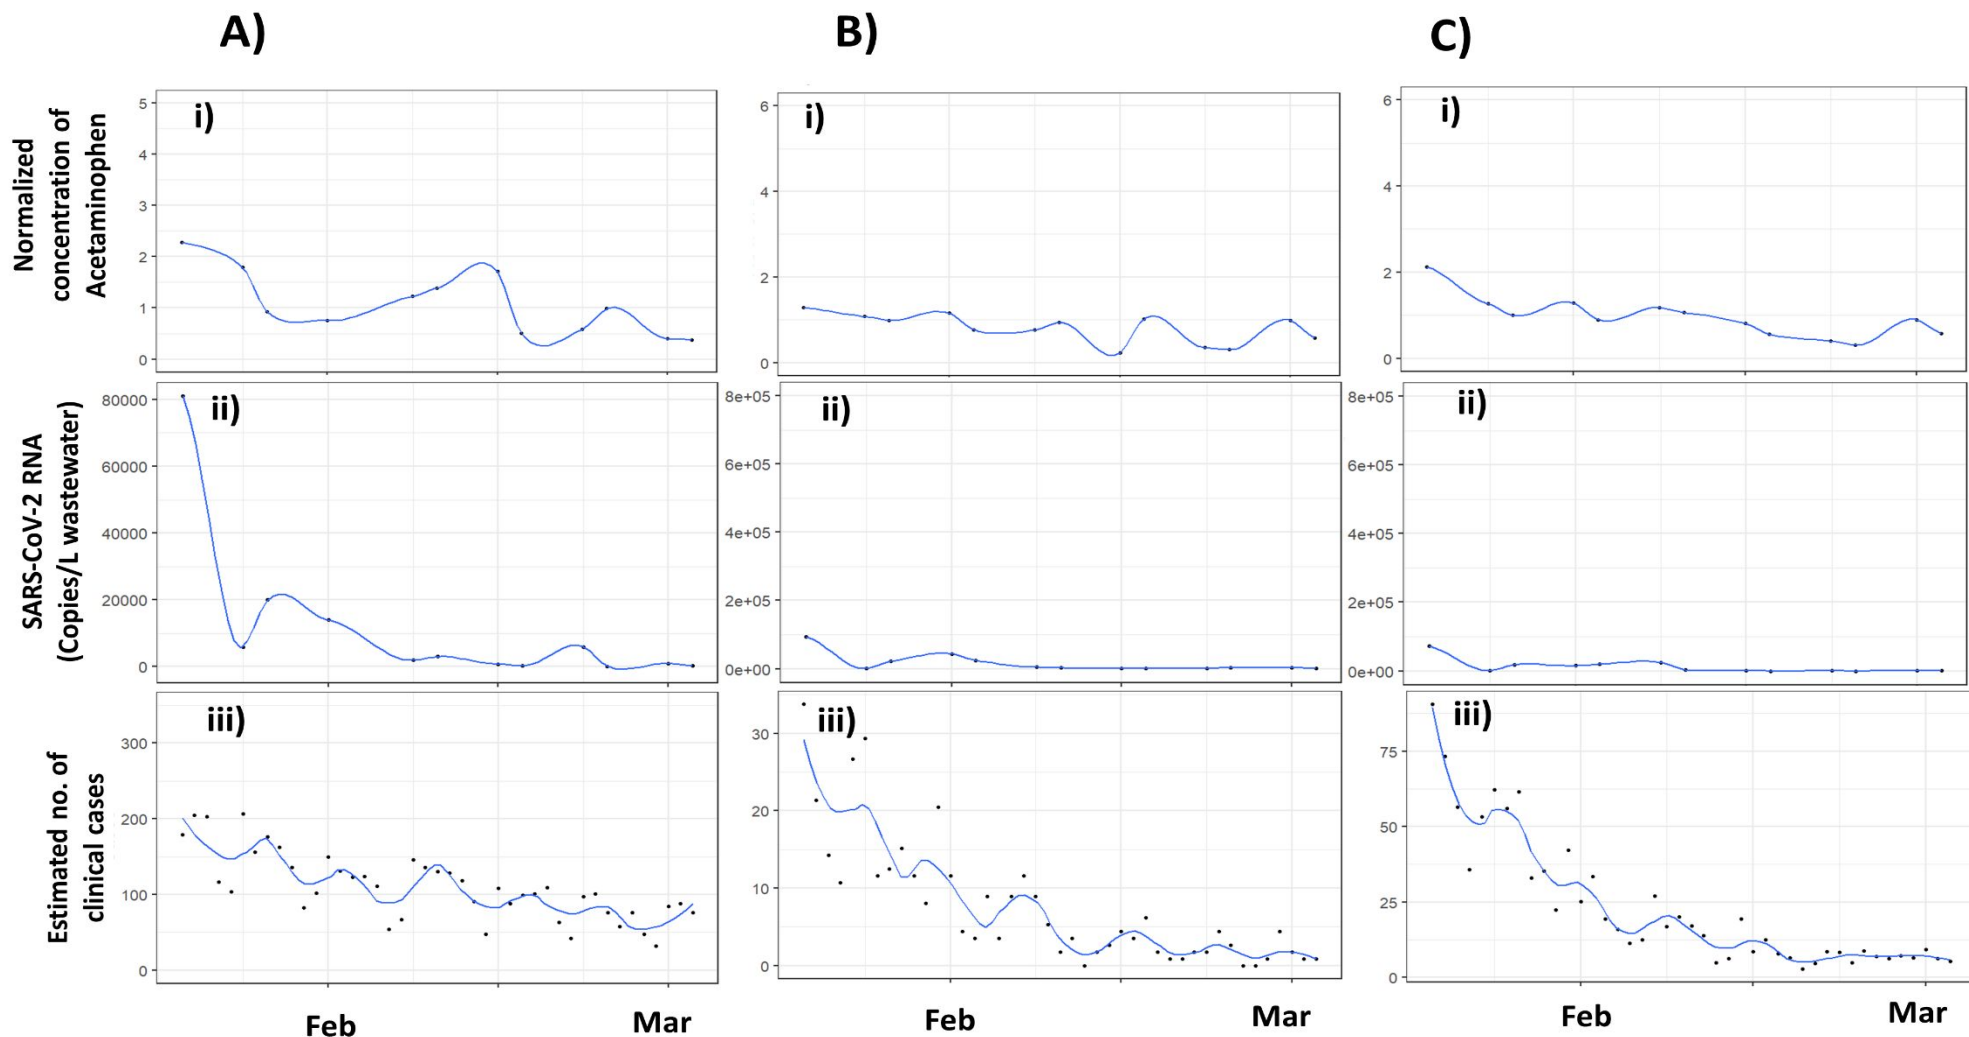 A)
B)
C)
Normalized
concentration of
Acetaminophen
i)
5
4
3
2
1
0
i)
6
4
2
0
i)
6
4
2
0
SARS-CoV-2 RNA
(Copies/L wastewater)
ii)
80000
60000
40000
20000
0
ii)
8e+05
6e+05
4e+05
2e+05
0e+00
ii)
8e+05
6e+05
4e+05
2e+05
0e+00
Estimated no. of
clinical cases
iii)
300
200
100
0
iii)
30
20
10
0
iii)
75
50
25
0
Feb
Mar
Feb
Mar
Feb
Mar